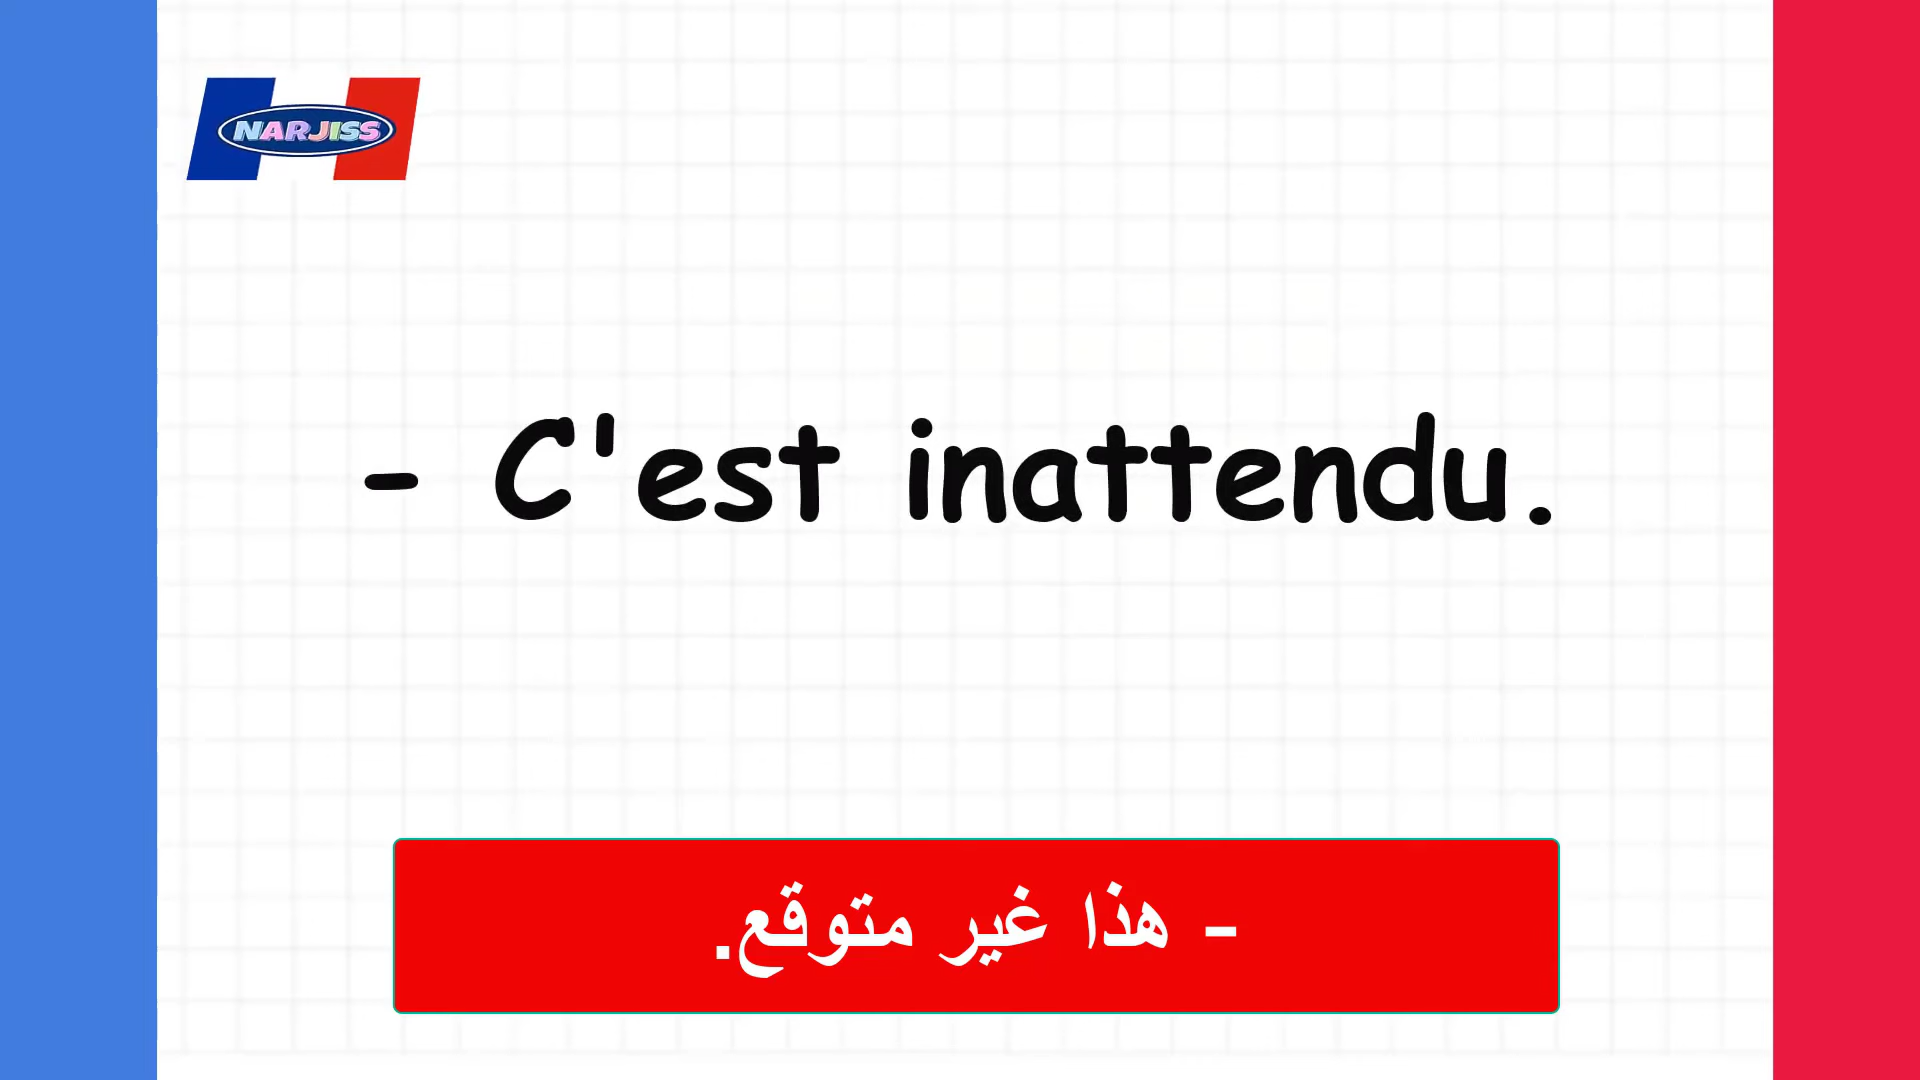 NARJISS
- C'est inattendu.
- هذا غير متوقع.